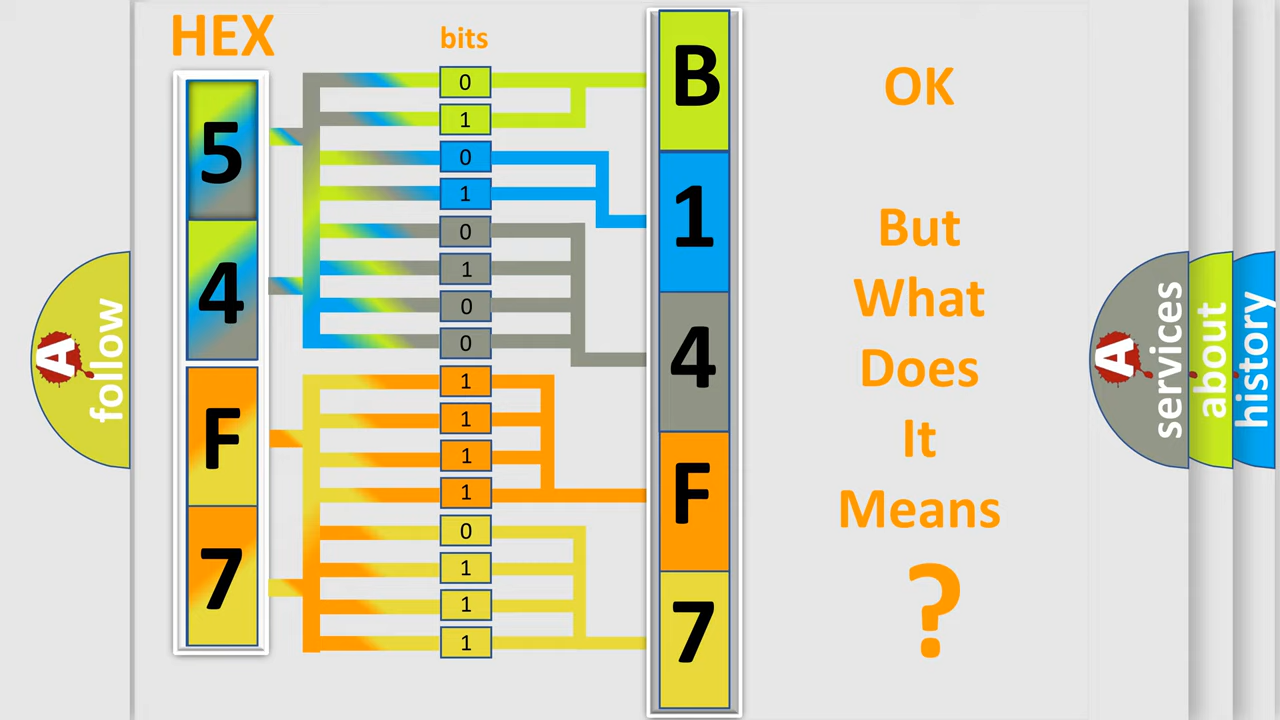 HEX
bits
5
4
F
7
0
1
0
1
0
1
0
0
1
1
1
1
0
1
1
1
B
1
4
F
7
OK
But
What
Does
It
Means
?
A
follow
A
services
about
history